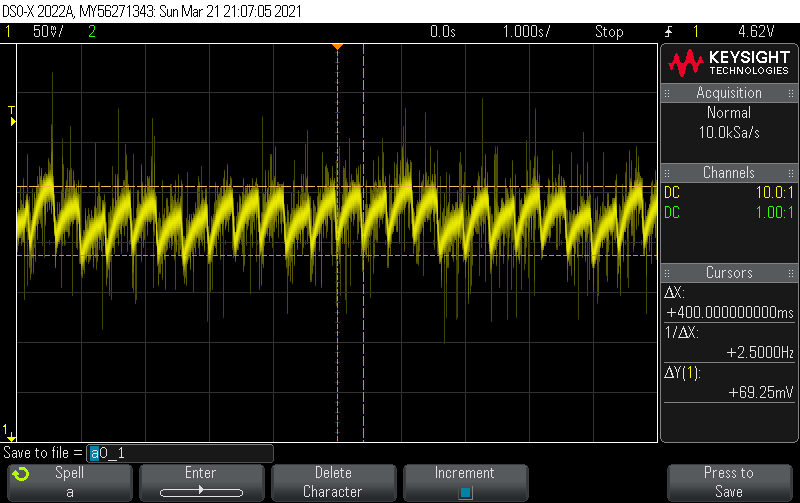 DSO-X 2022A, MY56271343: Sun Mar 21 21:07:05 2021
1 50mV/ 2 0.0s 1.000s/ Stop 1 4.62V
KEYSIGHT
TECHNOLOGIES
Acquisition
Normal
10.0kSa/s
Channels
DC 10.0:1
DC 1.00:1
Cursors
ΔX:
+400.000000000ms
1/ΔX:
+2.5000Hz
ΔY(1):
+69.25mV
T
1
Save to file = a0_1
Spell
a
Enter
Delete
Character
Increment
Press to
Save